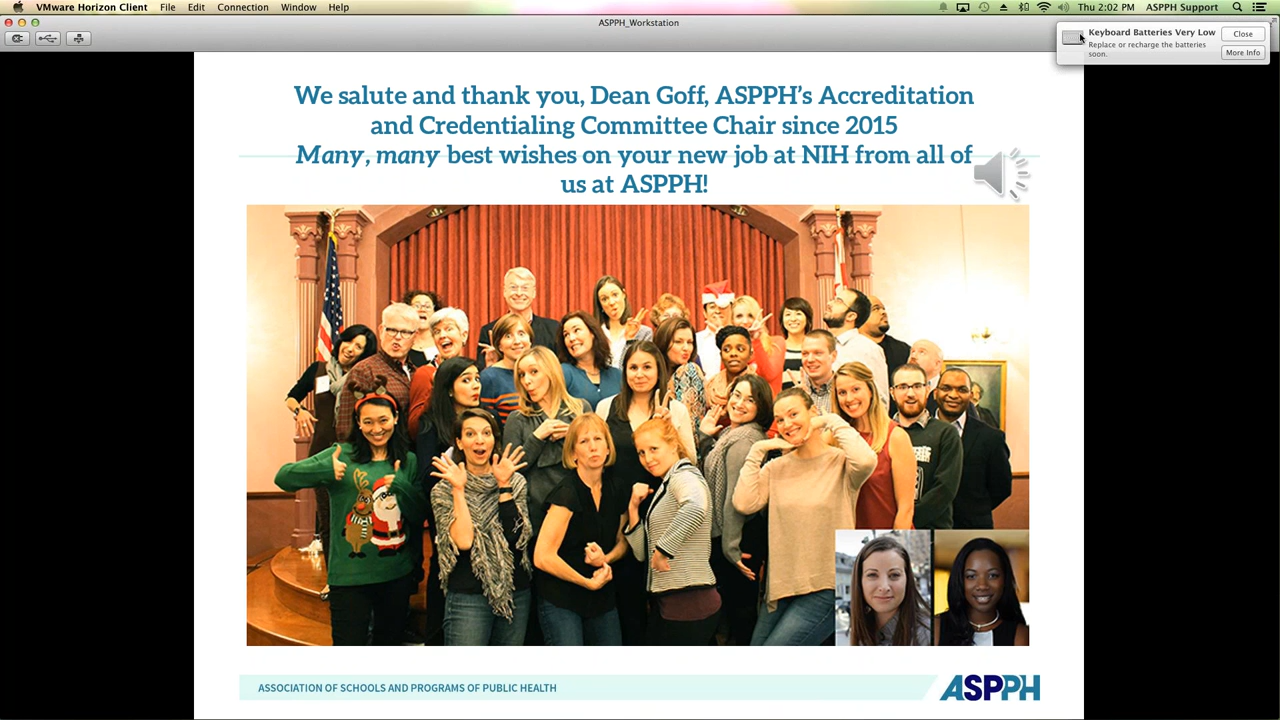 VMware Horizon Client File Edit Connection Window Help Thu 2:02 PM ASPPH Support
ASPPH_Workstation
Keyboard Batteries Very Low
Replace or recharge the batteries
soon.
Close
More Info
We salute and thank you, Dean Goff, ASPPH’s Accreditation
and Credentialing Committee Chair since 2015
Many, many best wishes on your new job at NIH from all of
us at ASPPH!
ASSOCIATION OF SCHOOLS AND PROGRAMS OF PUBLIC HEALTH
ASPPH